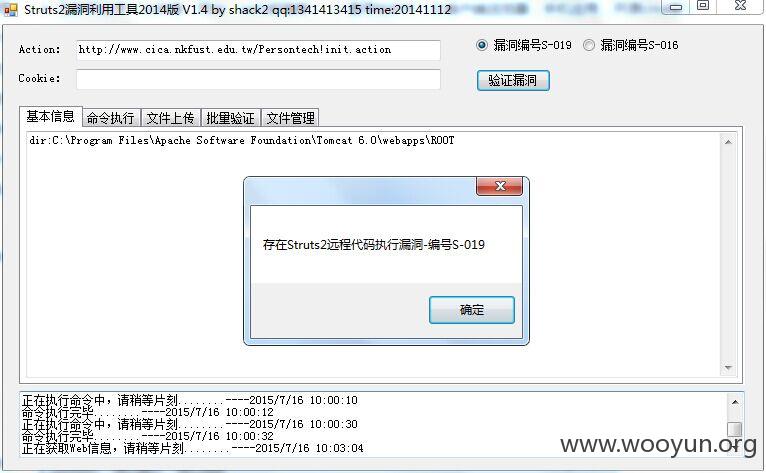 Struts2漏洞利用工具2014版 V1.4 by shack2 qq:1341413415 time:20141112
Action: http://www.cica.nkfust.edu.tw/Persontech!init.action
漏洞编号S-019 漏洞编号S-016
Cookie:
验证漏洞
基本信息 命令执行 文件上传 批量验证 文件管理
dir:C:\Program Files\Apache Software Foundation\Tomcat 6.0\webapps\ROOT
存在Struts2远程代码执行漏洞-编号S-019
确定
正在执行命令中，请稍等片刻........----2015/7/16 10:00:10
命令执行完毕........----2015/7/16 10:00:12
正在执行命令中，请稍等片刻........----2015/7/16 10:00:30
命令执行完毕........----2015/7/16 10:00:32
正在获取Web信息，请稍等片刻........----2015/7/16 10:03:04
www.wooyun.org